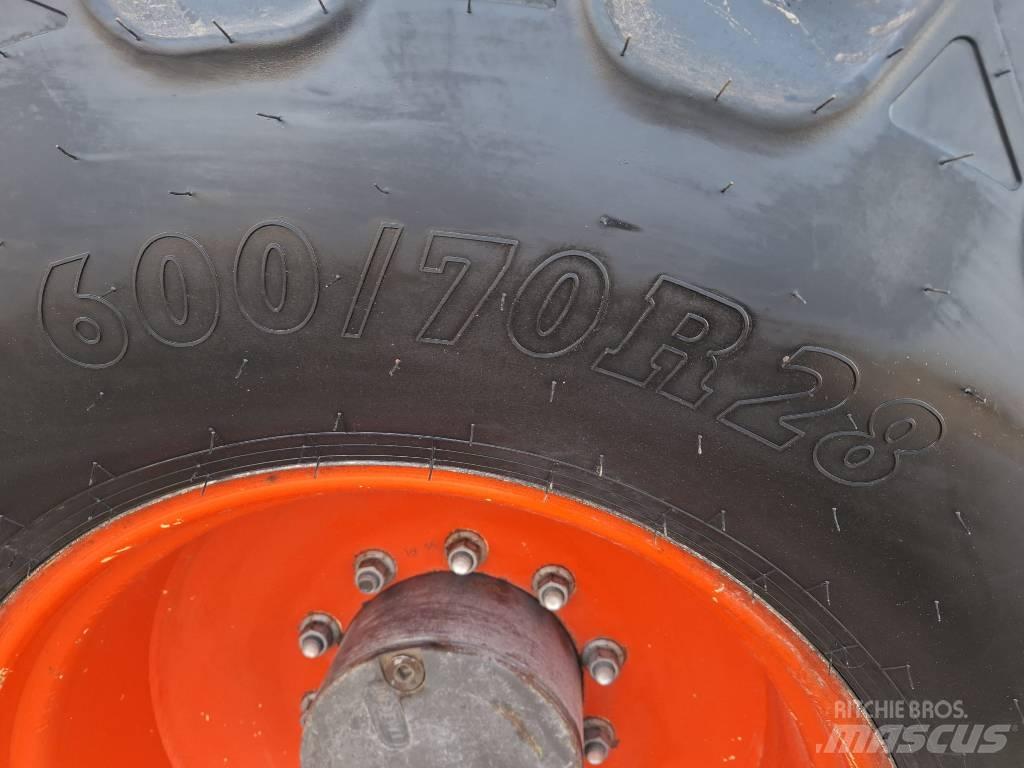 600/70R28
RITCHIE BROS.
mascus